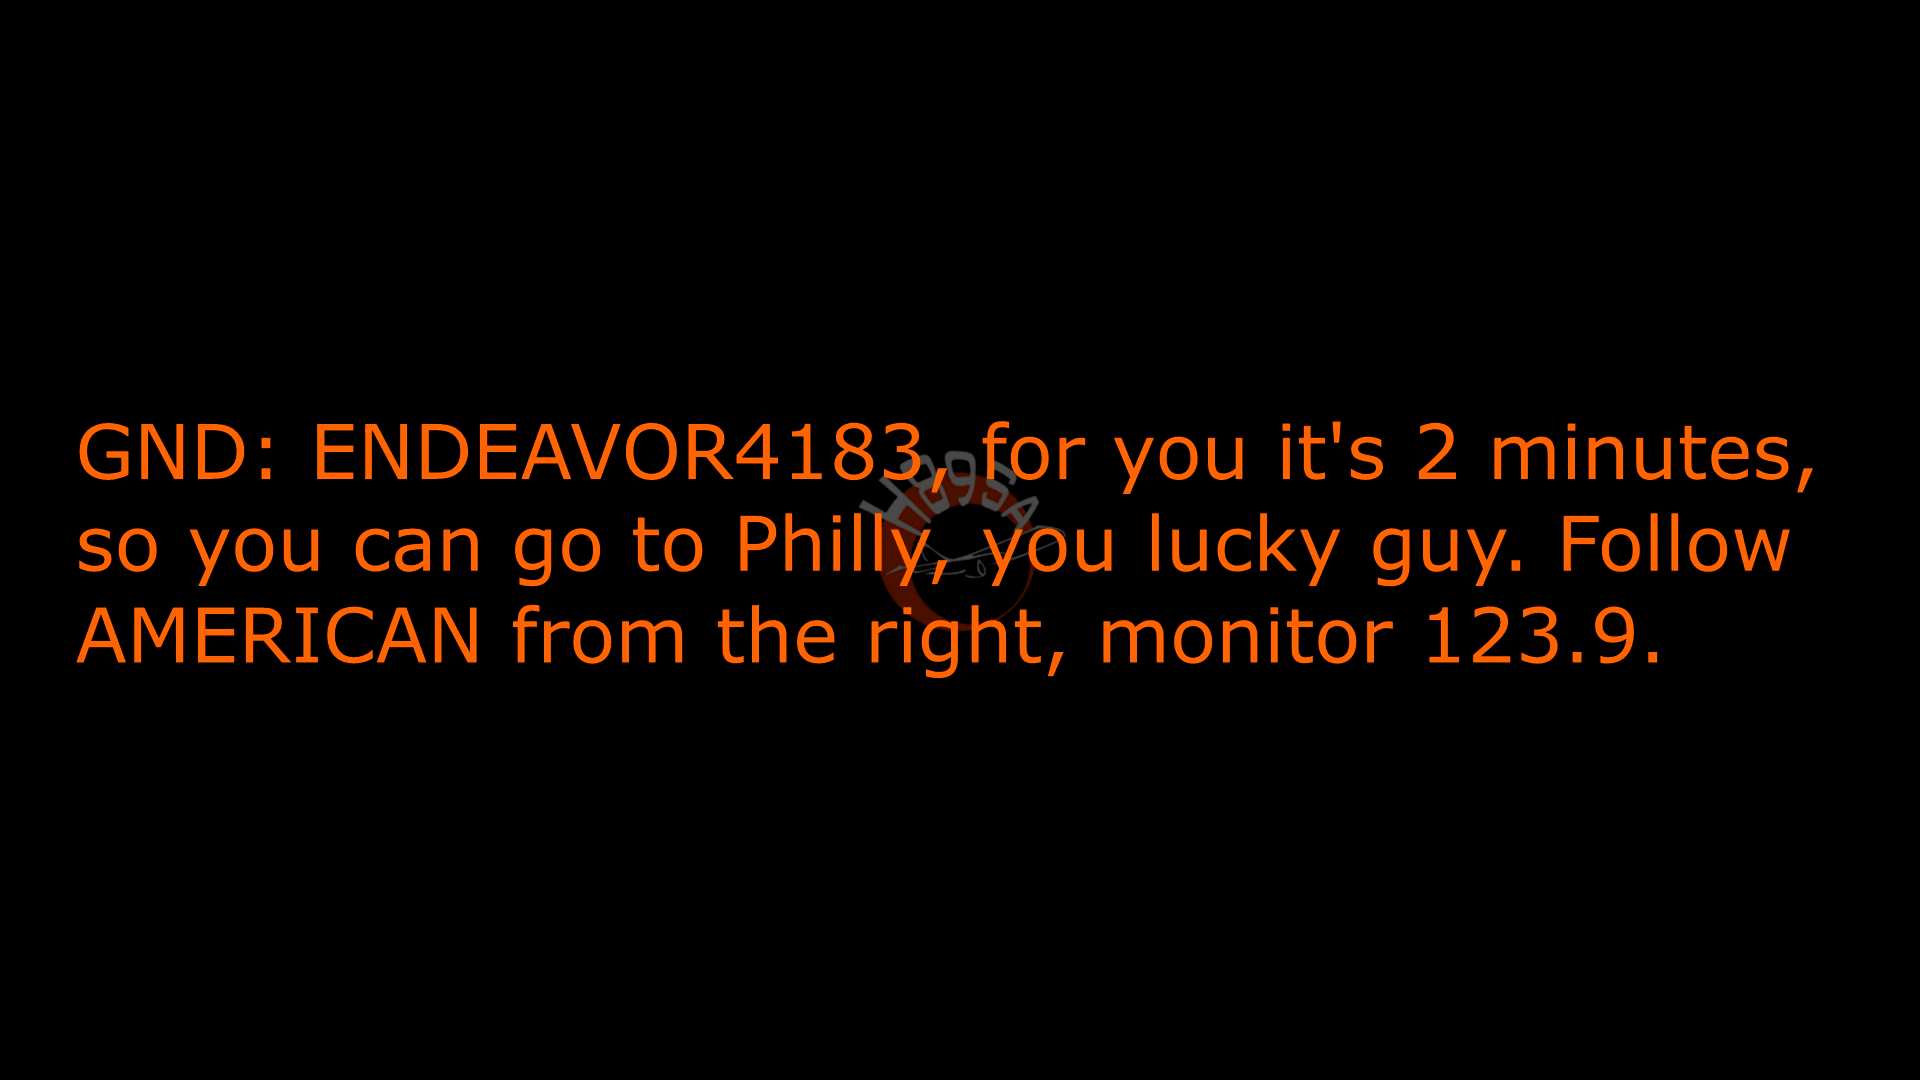 GND: ENDEAVOR4183, for you it's 2 minutes,
so you can go to Philly, you lucky guy. Follow
AMERICAN from the right, monitor 123.9.
H89SA